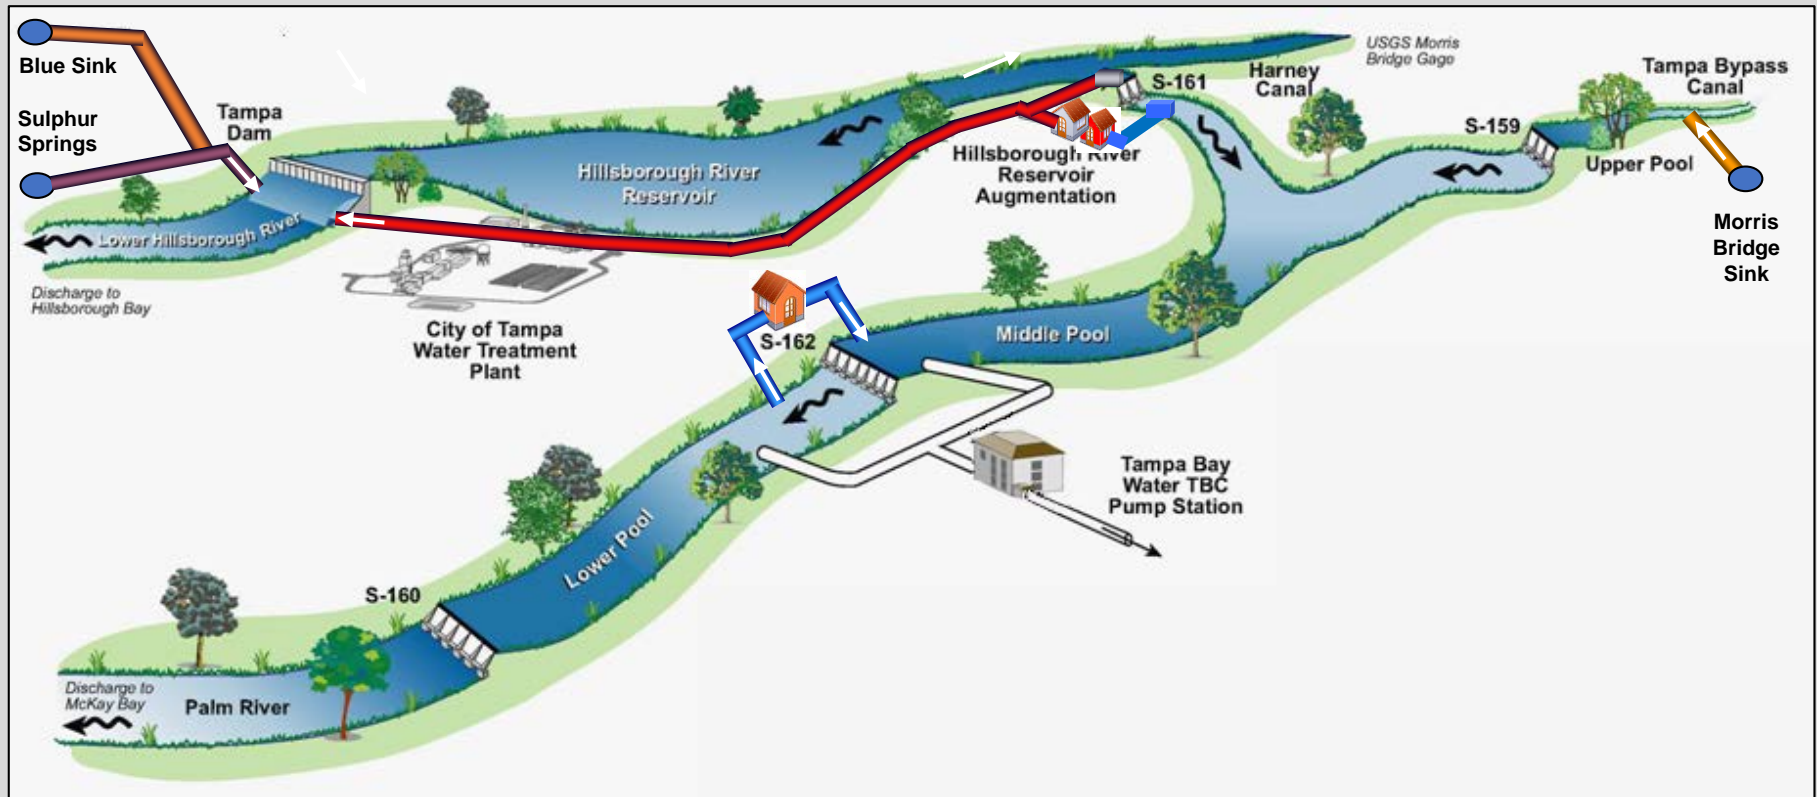 Blue Sink
Sulphur
Springs
Tampa
Dam
Hillsborough River
Reservoir
Lower Hillsborough River
Discharge to
Hillsborough Bay
City of Tampa
Water Treatment
Plant
USGS Morris
Bridge Gage
S-161
Harney
Canal
Hillsborough River
Reservoir
Augmentation
Tampa Bypass
Canal
S-159
Upper Pool
Morris
Bridge
Sink
S-162
Middle Pool
Tampa Bay
Water TBC
Pump Station
Lower Pool
S-160
Discharge to
McKay Bay
Palm River